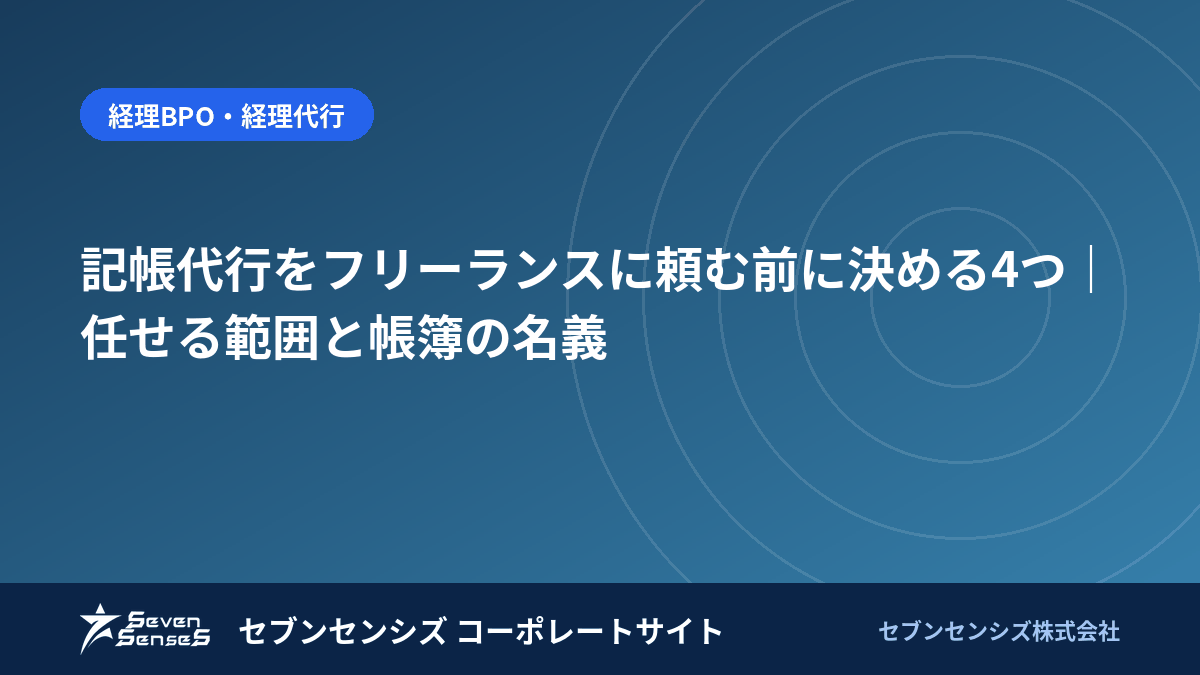 経理BPO・経理代行
記帳代行をフリーランスに頼む前に決める4つ｜
任せる範囲と帳簿の名義
Seven
Senses
セブンセンシズ コーポレートサイト
セブンセンシズ株式会社